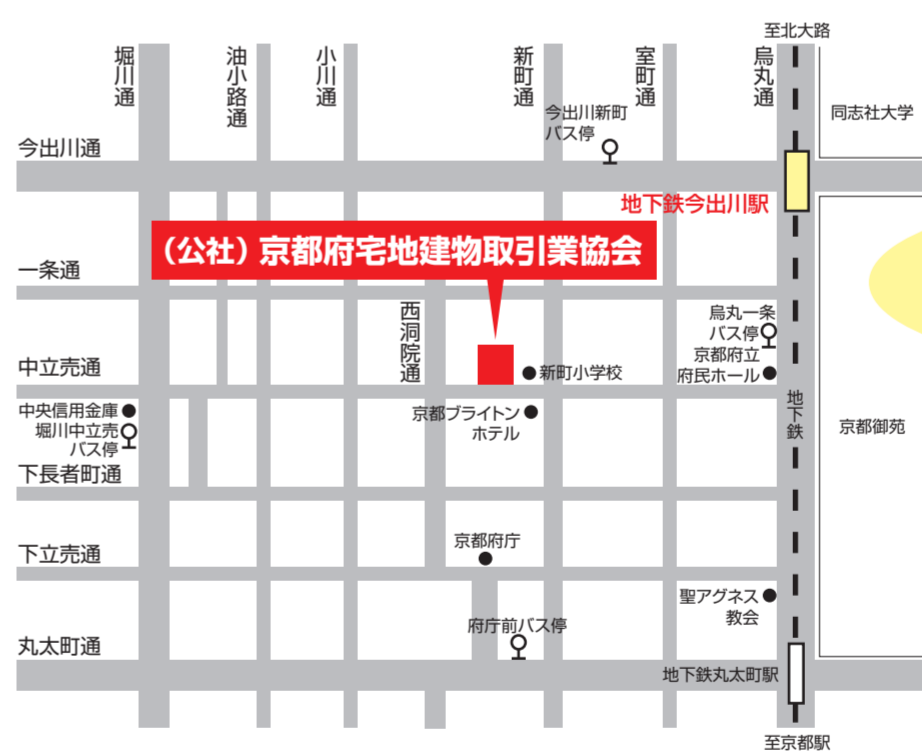 至北大路
堀川通
油小路通
小川通
新町通
室町通
烏丸通
今出川新町
バス停
同志社大学
今出川通
地下鉄今出川駅
（公社）京都府宅地建物取引業協会
一条通
西洞院通
烏丸一条
バス停
京都府立
府民ホール
中立売通
新町小学校
中央信用金庫
堀川中立売
バス停
京都ブライトン
ホテル
地下鉄
京都御苑
下長者町通
京都府庁
下立売通
聖アグネス
教会
府庁前バス停
丸太町通
地下鉄丸太町駅
至京都駅